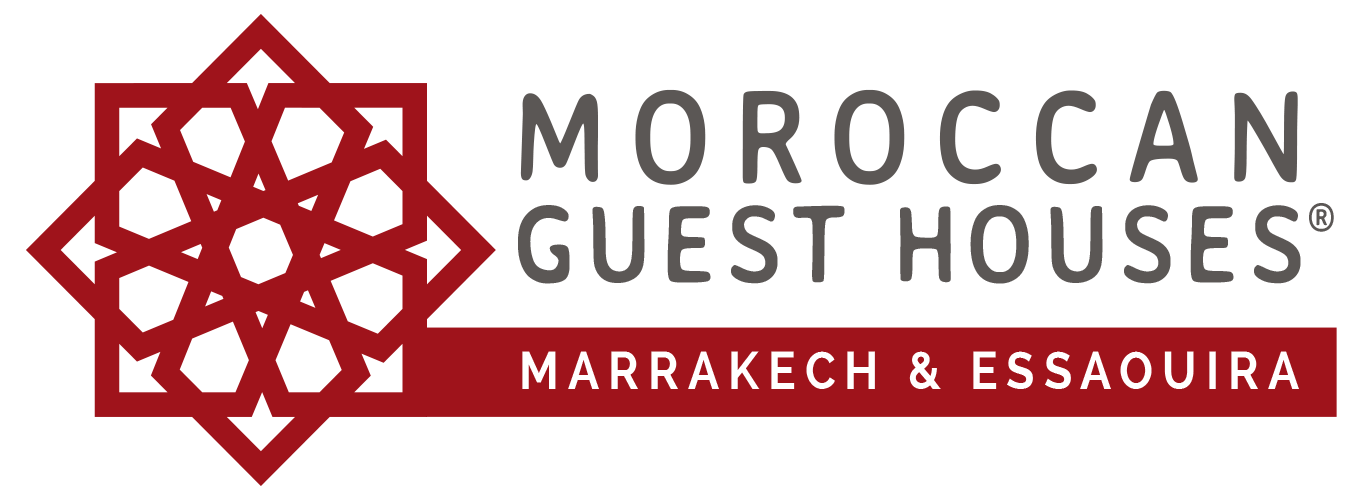 MOROCCAN
GUEST HOUSES®
MARRAKECH & ESSAOUIRA